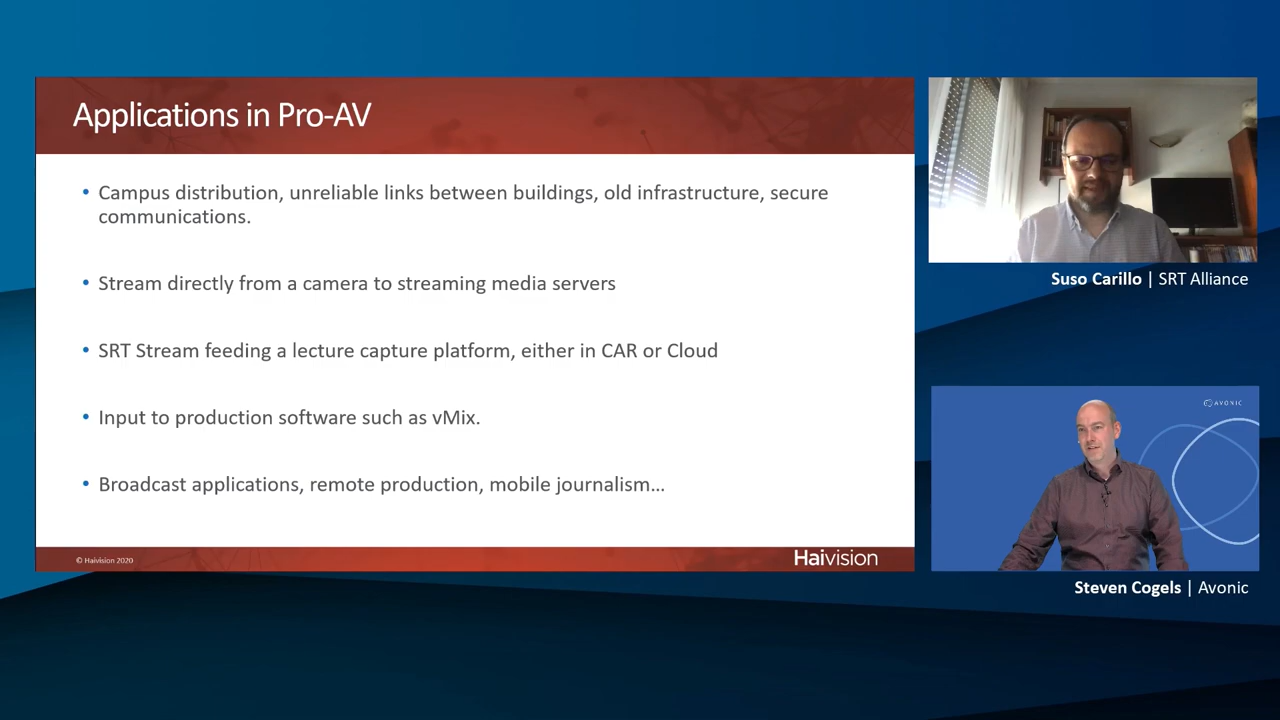 Applications in Pro-AV
• Campus distribution, unreliable links between buildings, old infrastructure, secure
communications.
• Stream directly from a camera to streaming media servers
• SRT Stream feeding a lecture capture platform, either in CAR or Cloud
• Input to production software such as vMix.
• Broadcast applications, remote production, mobile journalism...
© Haivision 2020
Haivision
Suso Carillo | SRT Alliance
AVONIC
Steven Cogels | Avonic